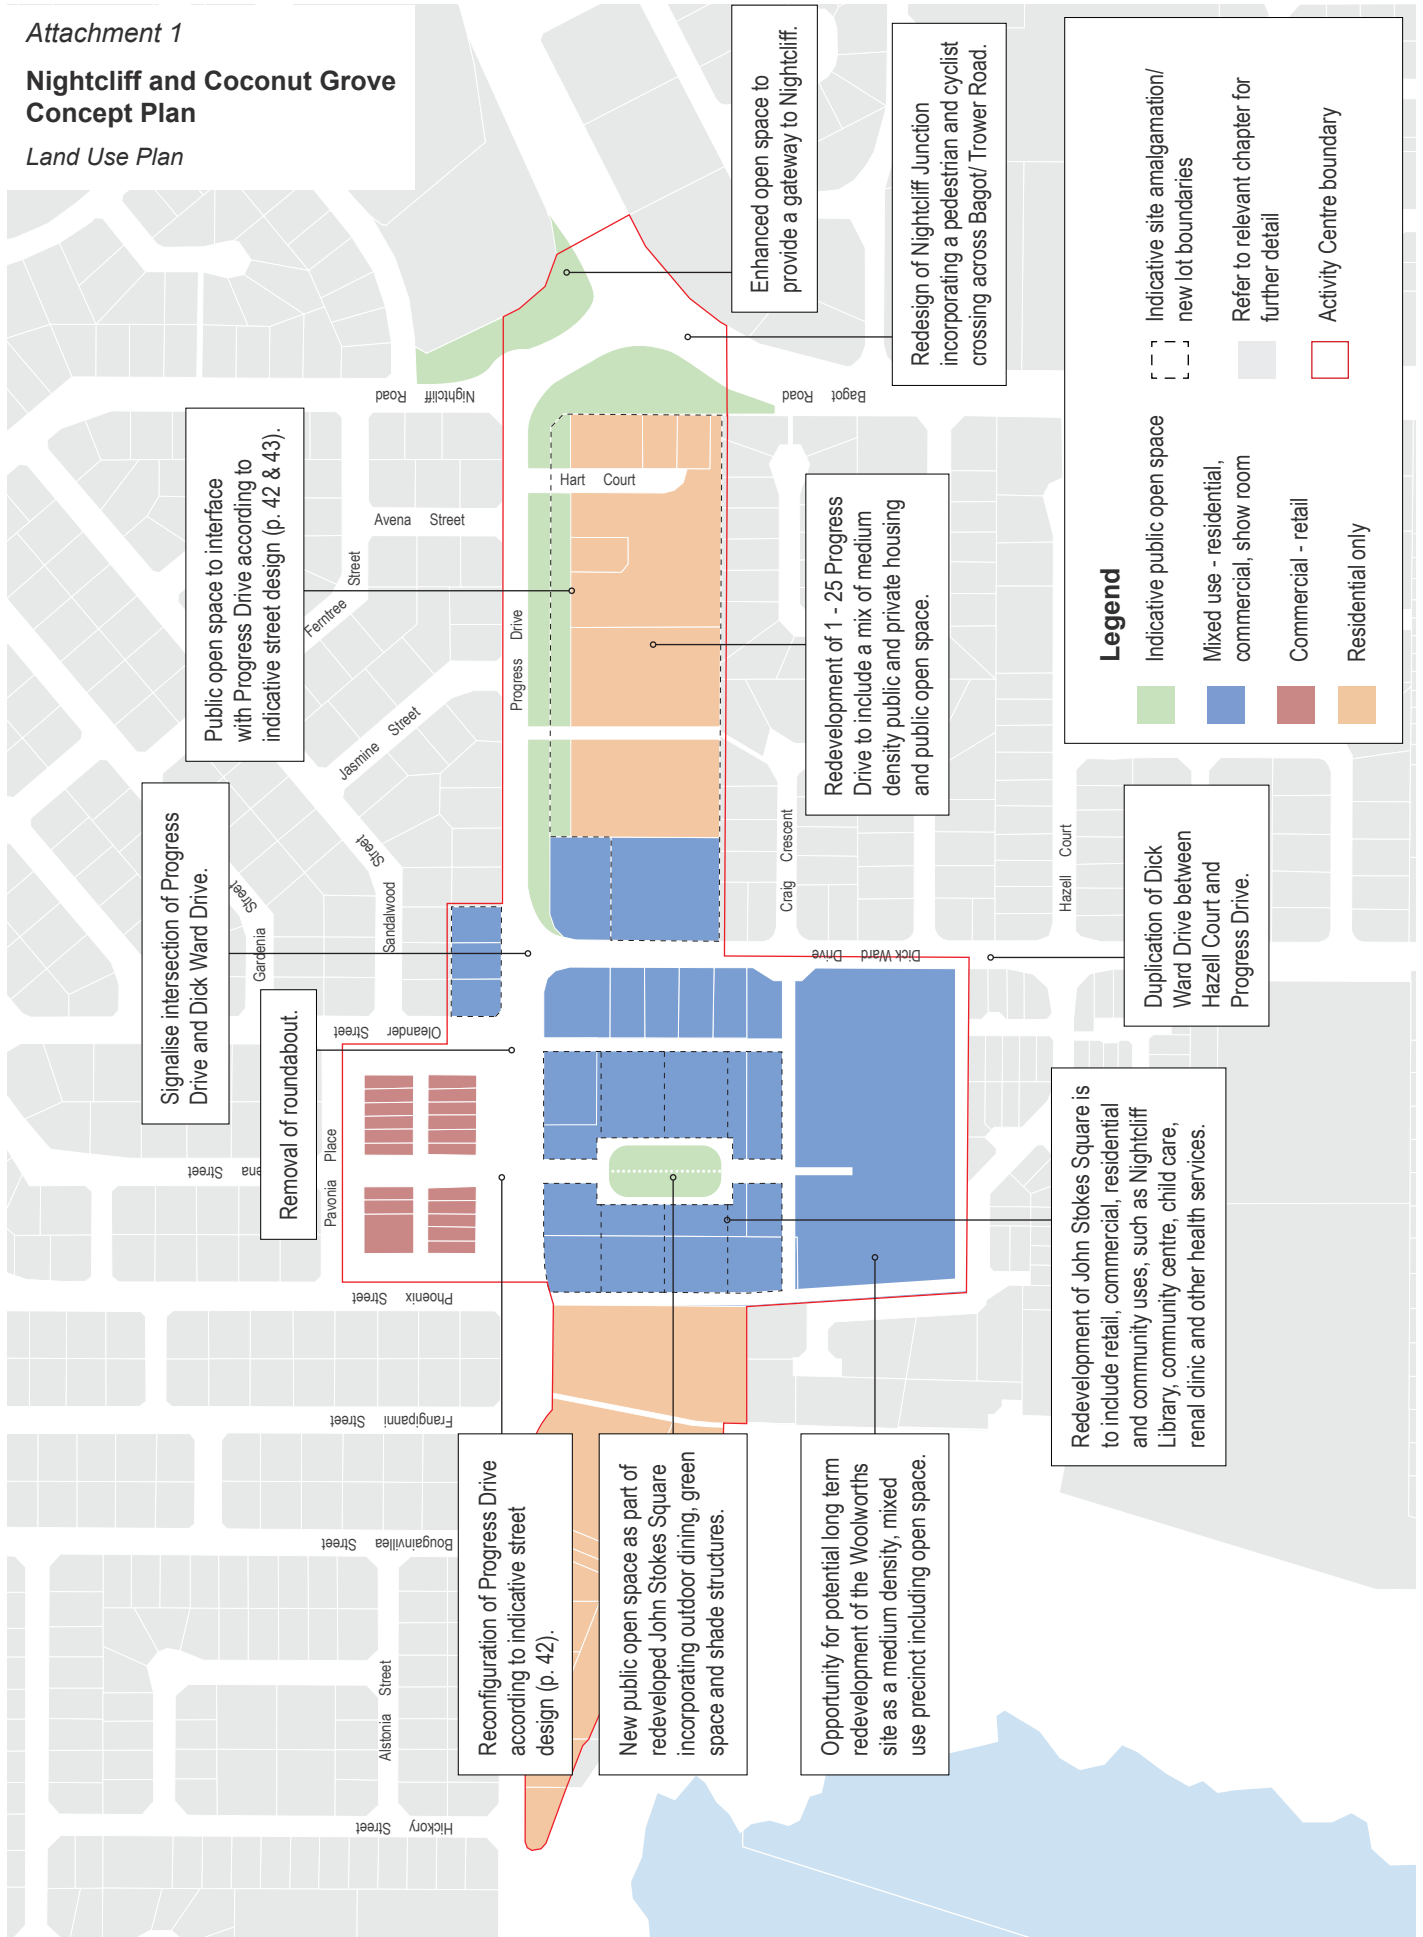 Attachment 1
Nightcliff and Coconut Grove
Concept Plan
Land Use Plan
Signalise intersection of Progress
Drive and Dick Ward Drive.
Public open space to interface
with Progress Drive according to
indicative street design (p. 42 & 43).
Removal of roundabout.
Enhanced open space to
provide a gateway to Nightcliff.
Redesign of Nightcliff Junction
incorporating a pedestrian and cyclist
crossing across Bagot/ Trower Road.
Redevelopment of 1 - 25 Progress
Drive to include a mix of medium
density public and private housing
and public open space.
Duplication of Dick
Ward Drive between
Hazell Court and
Progress Drive.
Redevelopment of John Stokes Square is
to include retail, commercial, residential
and community uses, such as Nightcliff
Library, community centre, child care,
renal clinic and other health services.
Reconfiguration of Progress Drive
according to indicative street
design (p. 42).
New public open space as part of
redeveloped John Stokes Square
incorporating outdoor dining, green
space and shade structures.
Opportunity for potential long term
redevelopment of the Woolworths
site as a medium density, mixed
use precinct including open space.
Legend
Indicative public open space
Mixed use - residential,
commercial, show room
Commercial - retail
Residential only
Indicative site amalgamation/
new lot boundaries
Refer to relevant chapter for
further detail
Activity Centre boundary
Nightcliff Road
Bagot Road
Hart Court
Avena Street
Ferntree Street
Jasmine Street
Progress Drive
Street
Sandalwood
Street
Gardenia
Oleander Street
Craig Crescent
Hazell Court
Dick Ward Drive
ena Street
Pavonia Place
Phoenix Street
Frangipanni Street
Bougainvillea Street
Alstonia Street
Hickory Street